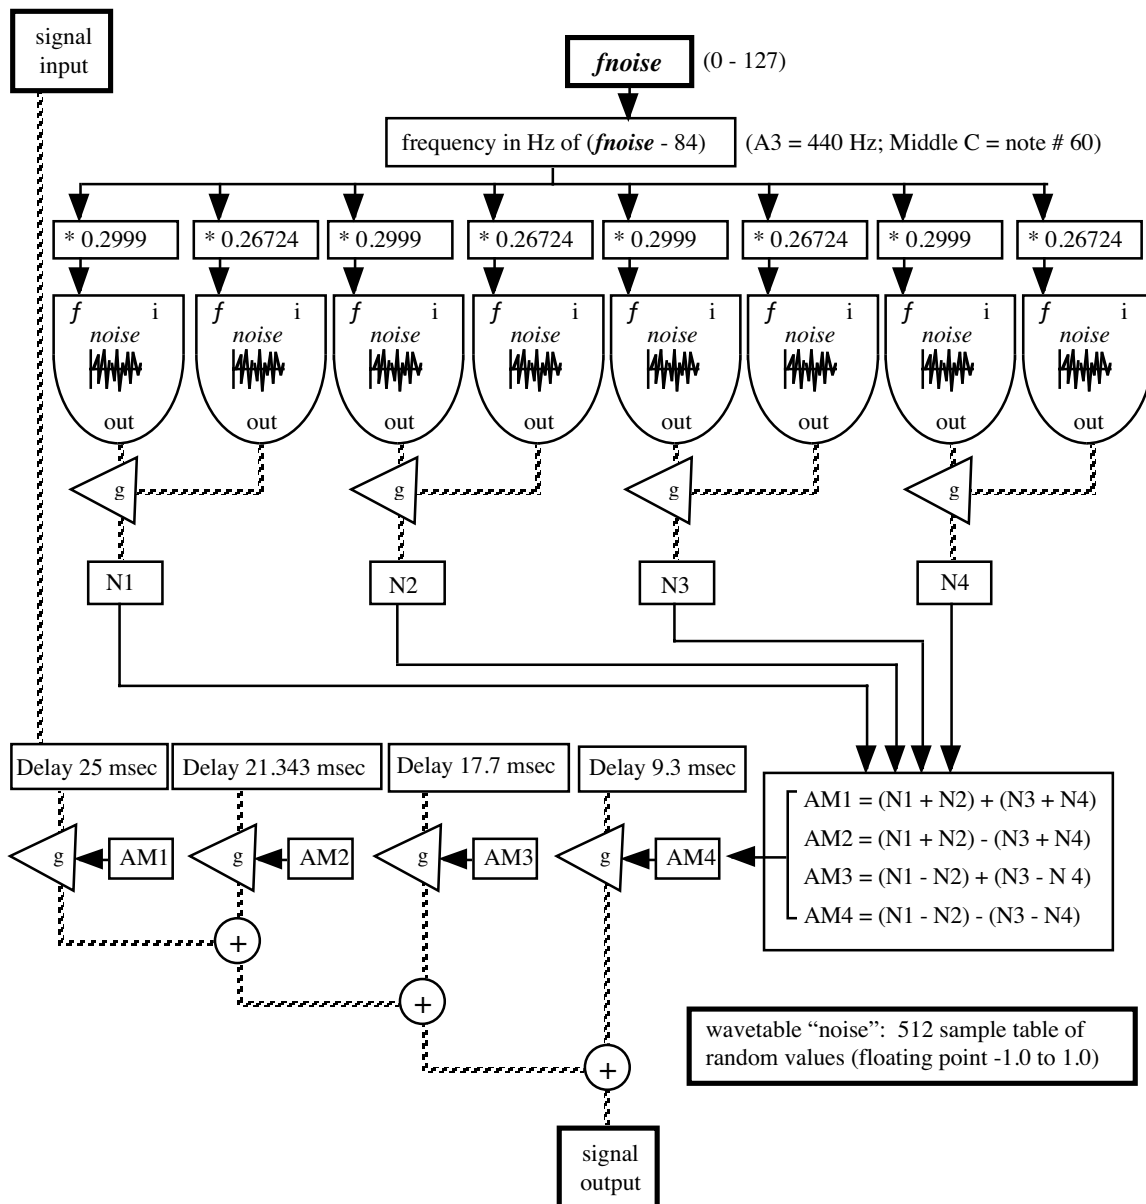 signal
input
fnoise (0 - 127)
frequency in Hz of (fnoise - 84) (A3 = 440 Hz; Middle C = note # 60)
* 0.2999 * 0.26724 * 0.2999 * 0.26724 * 0.2999 * 0.26724 * 0.2999 * 0.26724
f i f i f i f i f i f i f i f i
noise noise noise noise noise noise noise noise
out out out out out out out out
g g g g
N1 N2 N3 N4
Delay 25 msec Delay 21.343 msec Delay 17.7 msec Delay 9.3 msec
g AM1 g AM2 g AM3 g AM4
AM1 = (N1 + N2) + (N3 + N4)
AM2 = (N1 + N2) - (N3 + N4)
AM3 = (N1 - N2) + (N3 - N 4)
AM4 = (N1 - N2) - (N3 - N4)
+
+
+
wavetable “noise”: 512 sample table of
random values (floating point -1.0 to 1.0)
signal
output